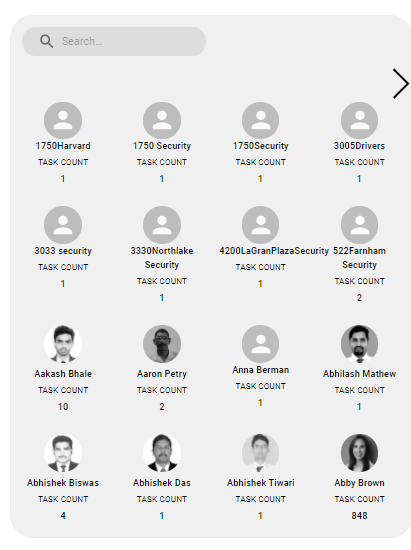 Search...
1750Harvard 1750 Security 1750Security 3005Drivers
TASK COUNT TASK COUNT TASK COUNT TASK COUNT
1 1 1 1
3033 security 3330Northlake 4200LaGranPlazaSecurity 522Farnham
Security Security
TASK COUNT TASK COUNT TASK COUNT TASK COUNT
1 1 1 2
Aakash Bhale Aaron Petry Anna Berman Abhilash Mathew
TASK COUNT TASK COUNT TASK COUNT TASK COUNT
10 2 1 1
Abhishek Biswas Abhishek Das Abhishek Tiwari Abby Brown
TASK COUNT TASK COUNT TASK COUNT TASK COUNT
4 1 1 848